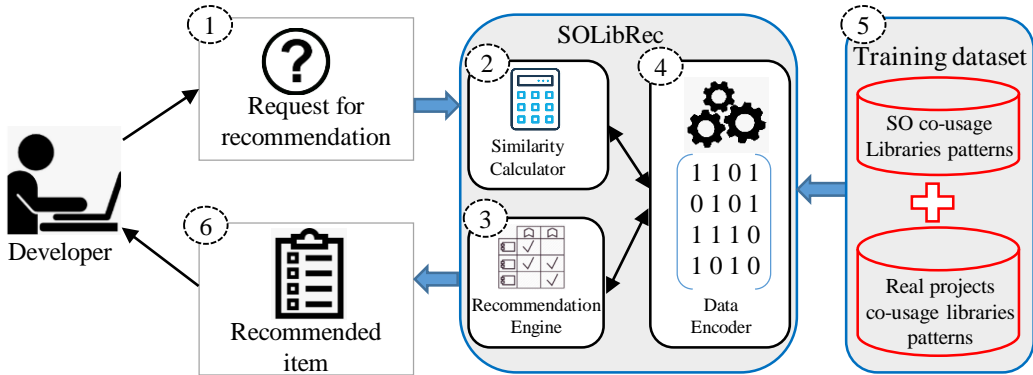 1
Request for
recommendation
Developer
6
Recommended
item
SOLibRec
2
Similarity
Calculator
3
Recommendation
Engine
4
1 1 0 1
0 1 0 1
1 1 1 0
1 0 1 0
Data
Encoder
5
Training dataset
SO co-usage
Libraries patterns
Real projects
co-usage libraries
patterns